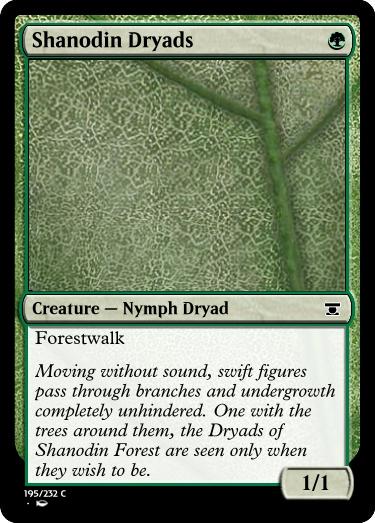 Shanodin Dryads
Creature — Nymph Dryad
Forestwalk
Moving without sound, swift figures
pass through branches and undergrowth
completely unhindered. One with the
trees around them, the Dryads of
Shanodin Forest are seen only when
they wish to be.
1/1
195/232 C